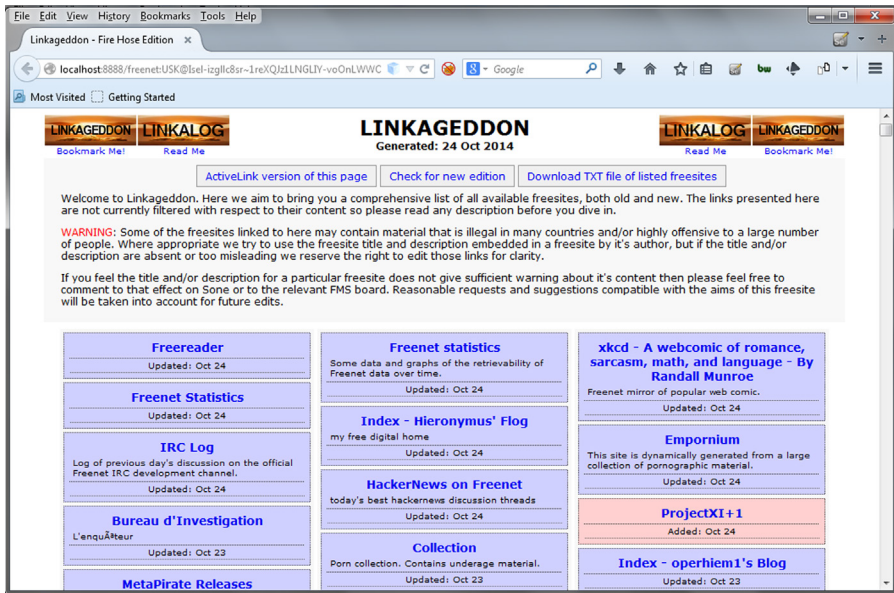 File Edit View History Bookmarks Tools Help
Linkageddon - Fire Hose Edition ×
localhost:8888/freenet:USK@Isel-izgllc8sr~1reXQJz1LNGLIY-voOnLWWC
Google
Most Visited Getting Started
LINKAGEDDON LINKALOG
Bookmark Me! Read Me
LINKAGEDDON
Generated: 24 Oct 2014
LINKALOG LINKAGEDDON
Read Me Bookmark Me!
ActiveLink version of this page Check for new edition Download TXT file of listed freesites
Welcome to Linkageddon. Here we aim to bring you a comprehensive list of all available freesites, both old and new. The links presented here
are not currently filtered with respect to their content so please read any description before you dive in.
WARNING: Some of the freesites linked to here may contain material that is illegal in many countries and/or highly offensive to a large number
of people. Where appropriate we try to use the freesite title and description embedded in a freesite by it's author, but if the title and/or
description are absent or too misleading we reserve the right to edit those links for clarity.
If you feel the title and/or description for a particular freesite does not give sufficient warning about it's content then please feel free to
comment to that effect on Sone or to the relevant FMS board. Reasonable requests and suggestions compatible with the aims of this freesite
will be taken into account for future edits.
Freereader
Updated: Oct 24
Freenet Statistics
Updated: Oct 24
IRC Log
Log of previous day's discussion on the official
Freenet IRC development channel.
Updated: Oct 24
Bureau d'Investigation
L'enquÃªteur
Updated: Oct 23
MetaPirate Releases
Freenet statistics
Some data and graphs of the retrievability of
Freenet data over time.
Updated: Oct 24
Index - Hieronymus' Flog
my free digital home
Updated: Oct 24
HackerNews on Freenet
today's best hackernews discussion threads
Updated: Oct 24
Collection
Porn collection. Contains underage material.
Updated: Oct 23
xkcd - A webcomic of romance,
sarcasm, math, and language - By
Randall Munroe
Freenet mirror of popular web comic.
Updated: Oct 24
Empornium
This site is dynamically generated from a large
collection of pornographic material.
Updated: Oct 24
ProjectXI+1
Added: Oct 24
Index - operhiem1's Blog
Updated: Oct 23